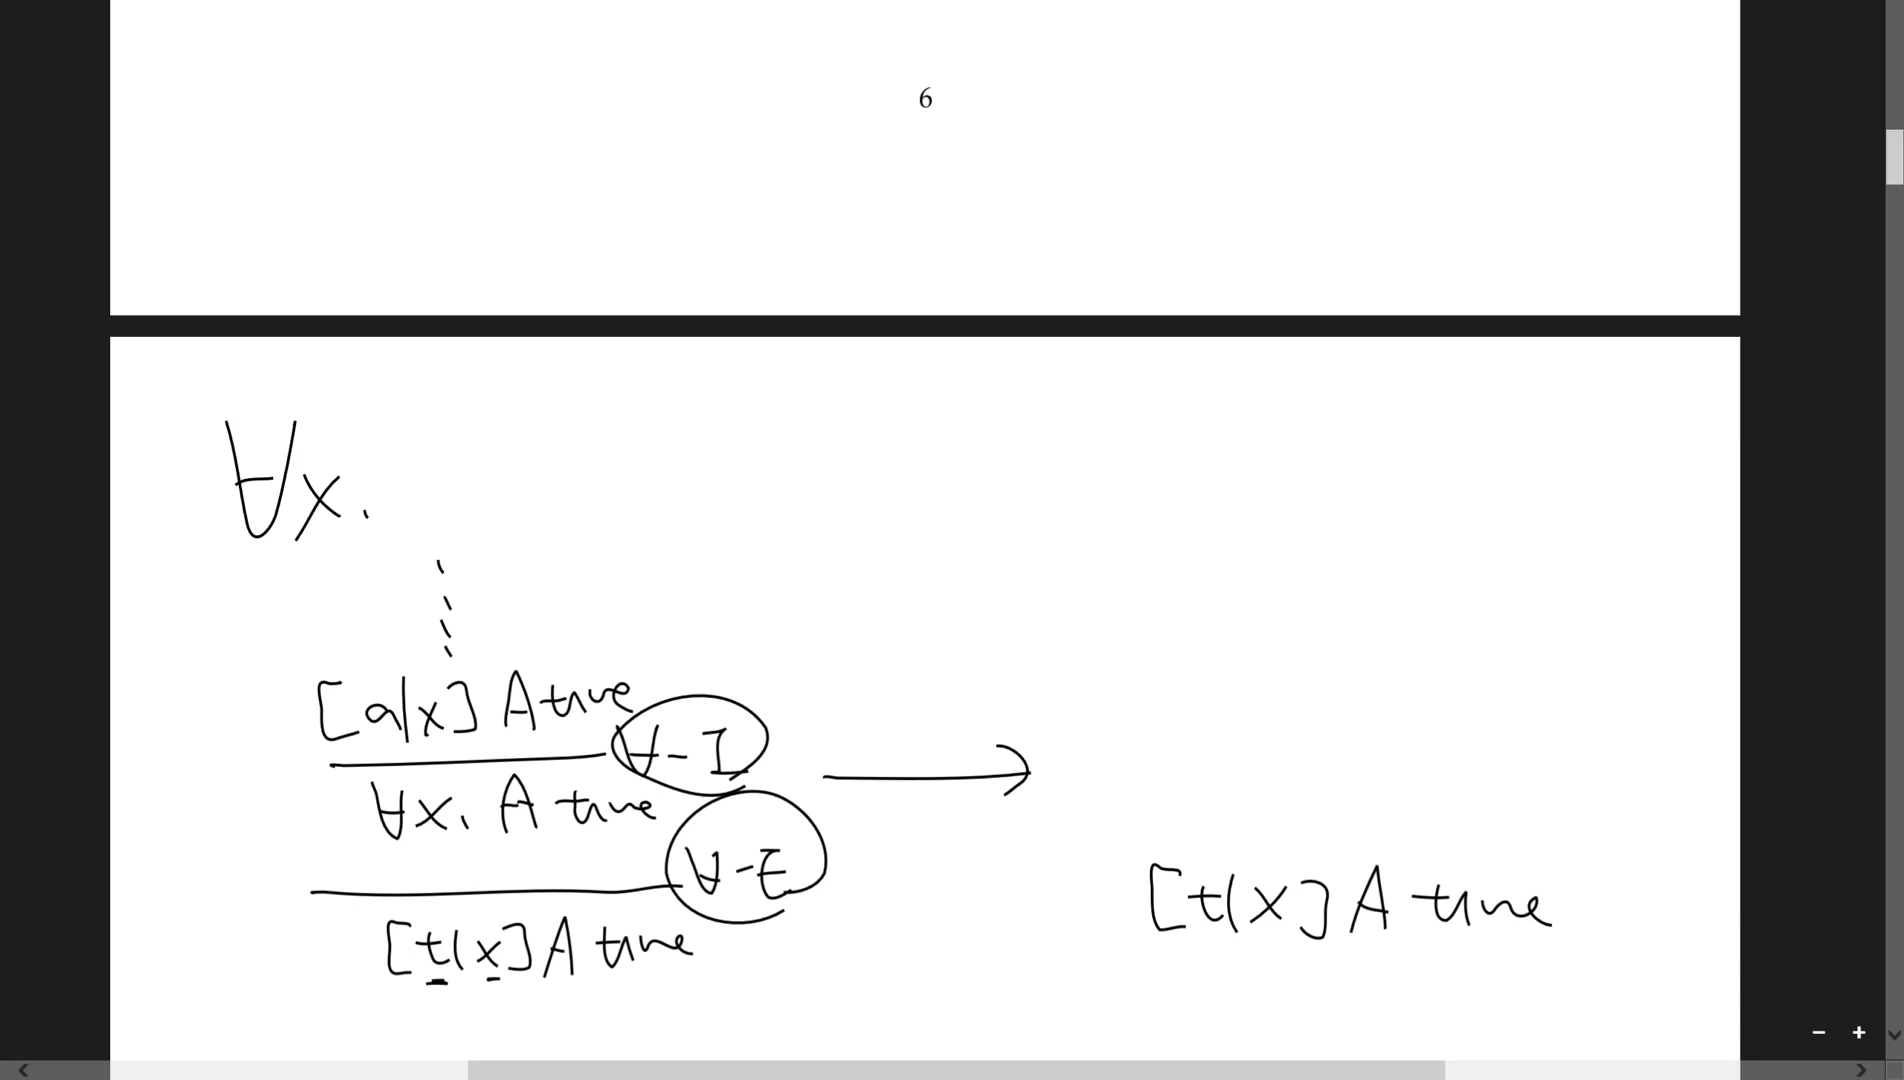 6
∀x.
[a/x] A true
∀-I
∀x. A true
∀-E
[t/x] A true
[t/x] A true